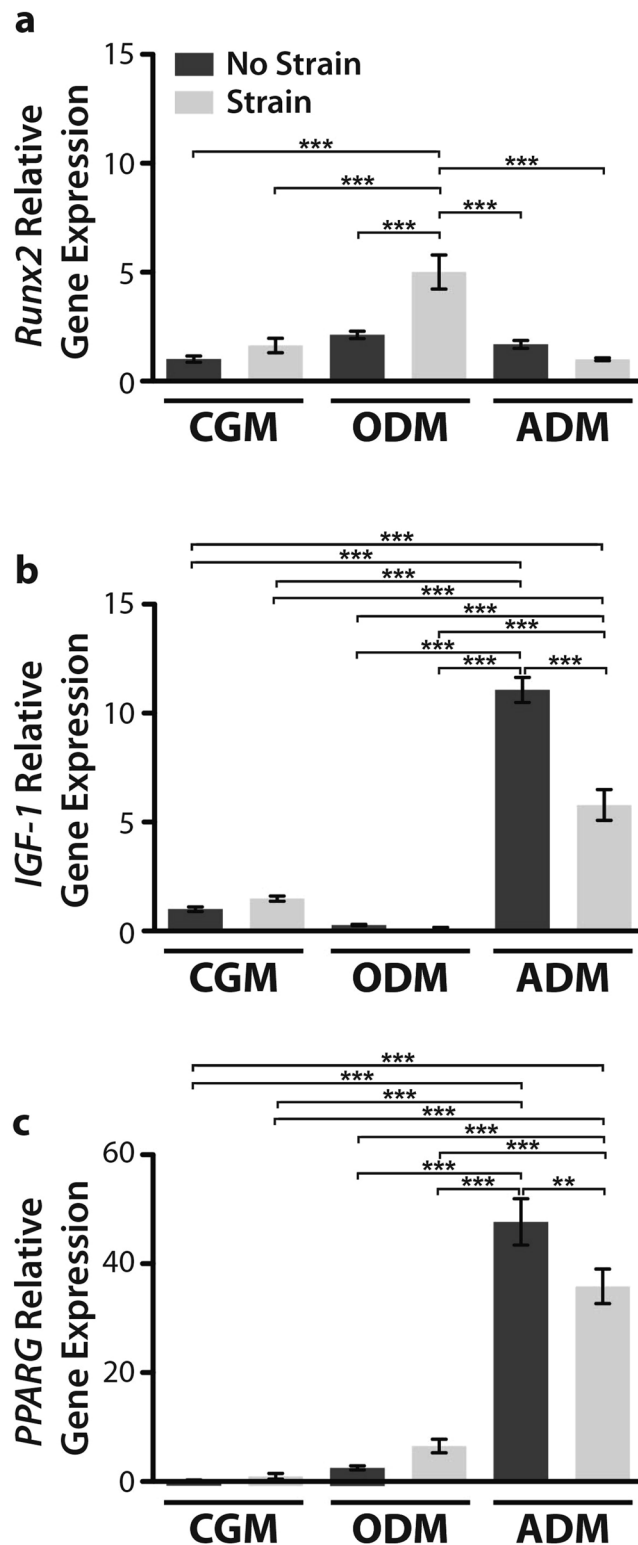 a
15
10
5
0
Runx2 Relative
Gene Expression
No Strain
Strain
***
***
***
***
***
CGM ODM ADM
b
15
10
5
0
IGF-1 Relative
Gene Expression
***
***
***
***
***
***
***
*** ***
CGM ODM ADM
c
60
40
20
0
PPARG Relative
Gene Expression
***
***
***
***
***
***
***
*** **
CGM ODM ADM